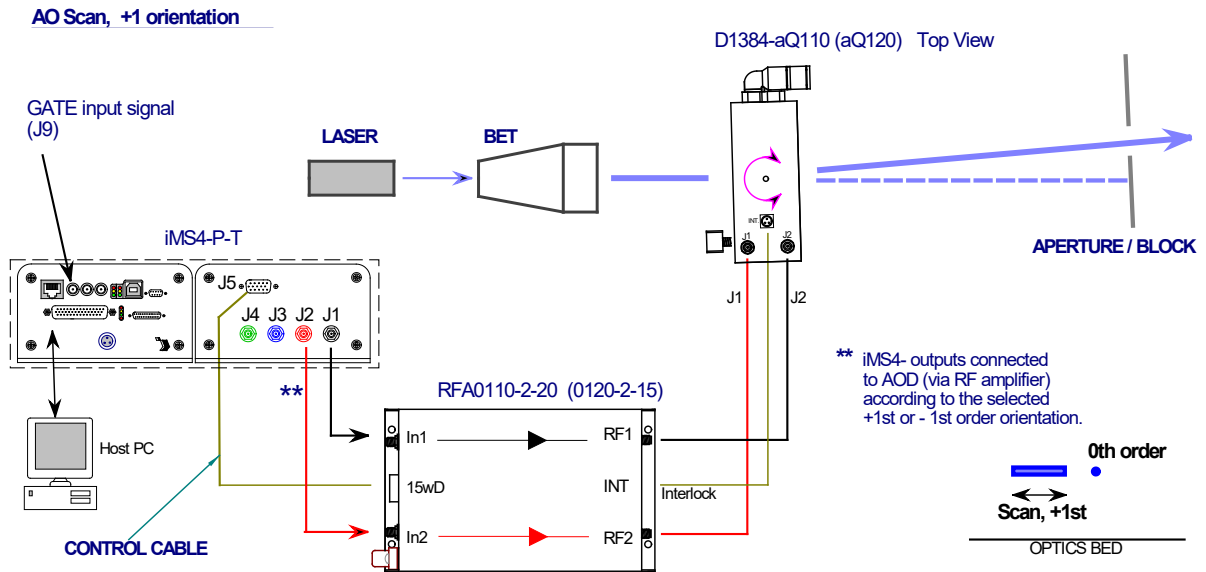 AO Scan, +1 orientation
D1384-aQ110 (aQ120) Top View
GATE input signal
(J9)
LASER
BET
INT.
J1
J2
APERTURE / BLOCK
iMS4-P-T
J5
J4
J3
J2
J1
J1
J2
**
** iMS4- outputs connected
to AOD (via RF amplifier)
according to the selected
+1st or - 1st order orientation.
RFA0110-2-20 (0120-2-15)
Host PC
In1
RF1
15wD
INT
Interlock
In2
RF2
CONTROL CABLE
0th order
Scan, +1st
OPTICS BED